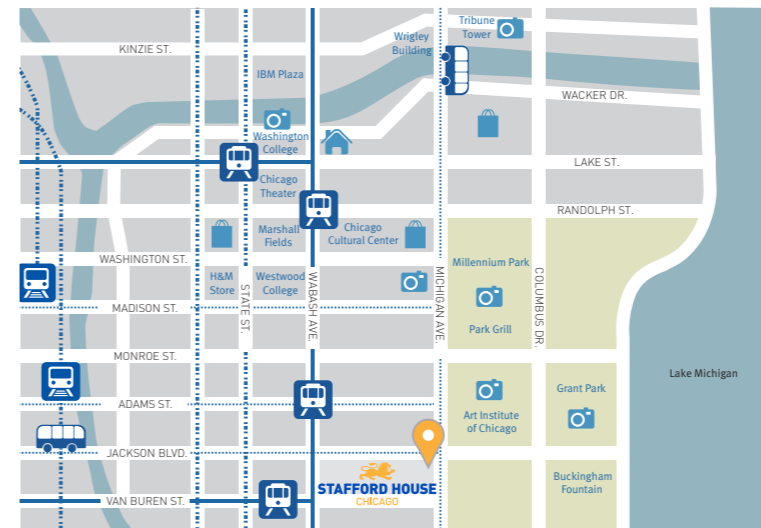 Tribune
Tower
Wrigley
Building
KINZIE ST.
IBM Plaza
WACKER DR.
Washington
College
LAKE ST.
Chicago
Theater
RANDOLPH ST.
Marshall
Fields
Chicago
Cultural Center
WASHINGTON ST.
Millennium Park
H&M
Store
Westwood
College
STATE ST.
WABASH AVE.
MICHIGAN AVE.
COLUMBUS DR.
MADISON ST.
Park Grill
MONROE ST.
Lake Michigan
Grant Park
ADAMS ST.
Art Institute
of Chicago
JACKSON BLVD.
STAFFORD HOUSE
CHICAGO
Buckingham
Fountain
VAN BUREN ST.